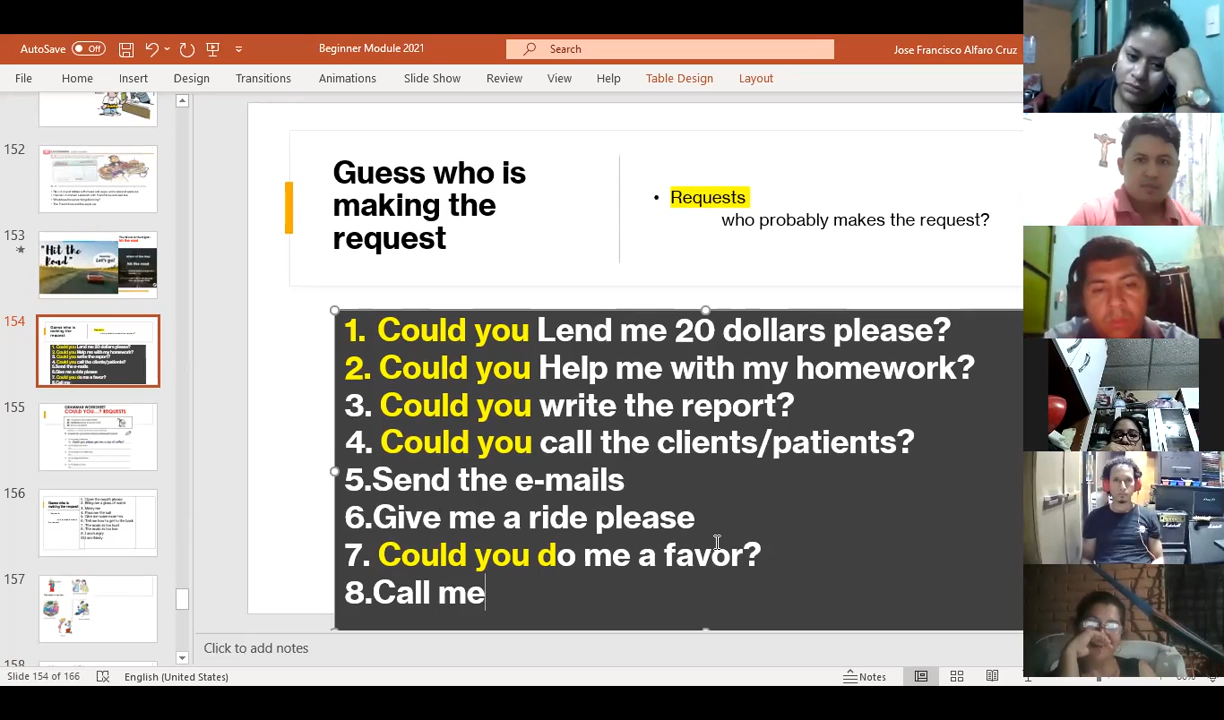 AutoSave Off Beginner Module 2021 Search Jose Francisco Alfaro Cruz
File Home Insert Design Transitions Animations Slide Show Review View Help Table Design Layout
152
153
"Hit the Road"
154
155
156
157
158
Guess who is
making the
request
• Requests
who probably makes the request?
1. Could you Lend me 20 dollars please?
2. Could you Help me with my homework?
3. Could you write the report?
4. Could you call the clients/patients?
5.Send the e-mails
6.Give me a ride please
7. Could you do me a favor?
8.Call me
Click to add notes
Slide 154 of 166 English (United States) Notes